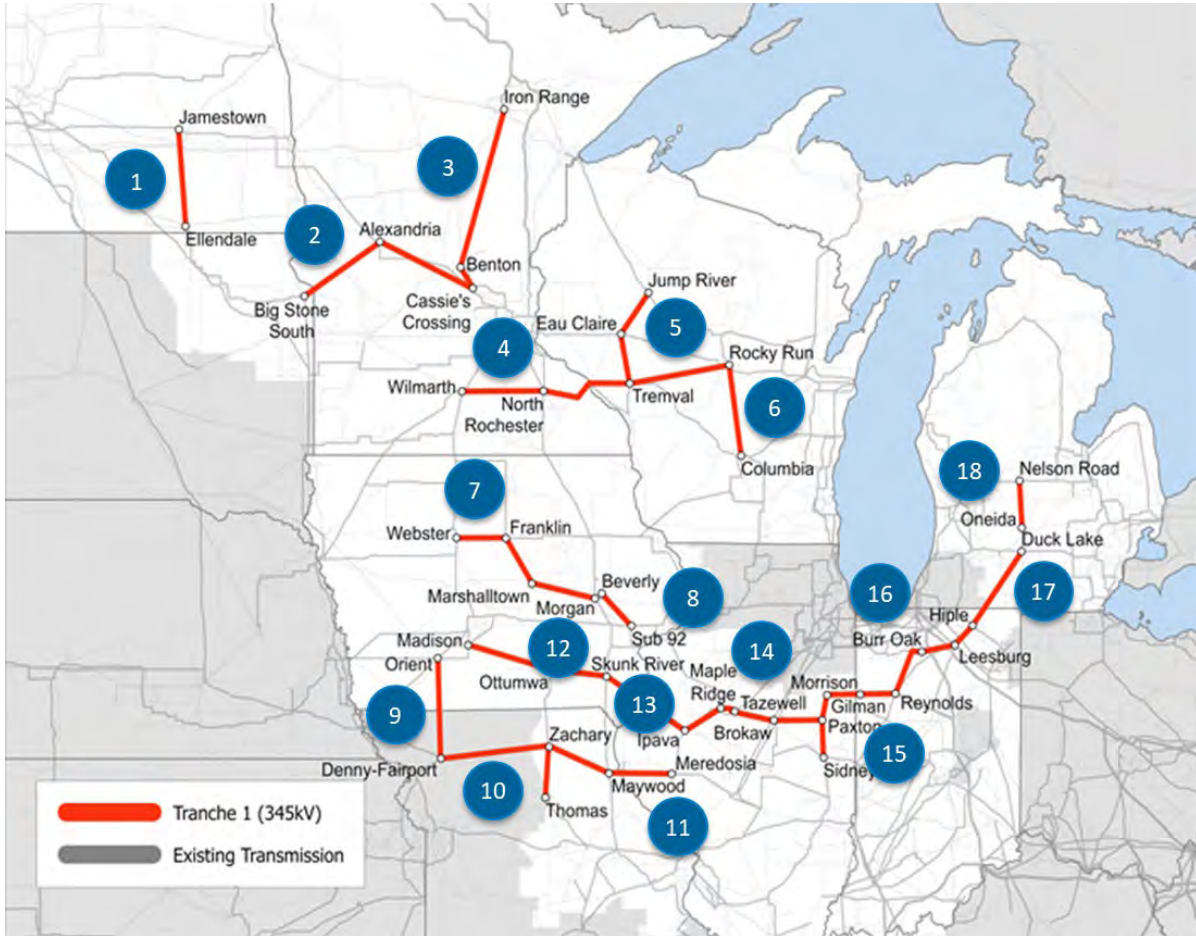 Iron Range
Jamestown
3
1
2
Alexandria
Ellendale
Benton
Jump River
Big Stone
South
Cassie's
Crossing
Eau Claire
5
4
Rocky Run
Wilmarth
North
Rochester
Tremval
6
Columbia
18
Nelson Road
7
Oneida
Webster
Franklin
Duck Lake
Beverly
16
17
Marshalltown
Morgan
8
Hiple
Madison
Sub 92
Burr Oak
Orient
12
14
Leesburg
Skunk River
Maple
Ridge
Ottumwa
Morrison
9
13
Tazewell
Gilman
Reynolds
Zachary
Ipava
Brokaw
Paxton
15
Denny-Fairport
Meredosia
Sidney
10
Maywood
Thomas
11
Tranche 1 (345kV)
Existing Transmission